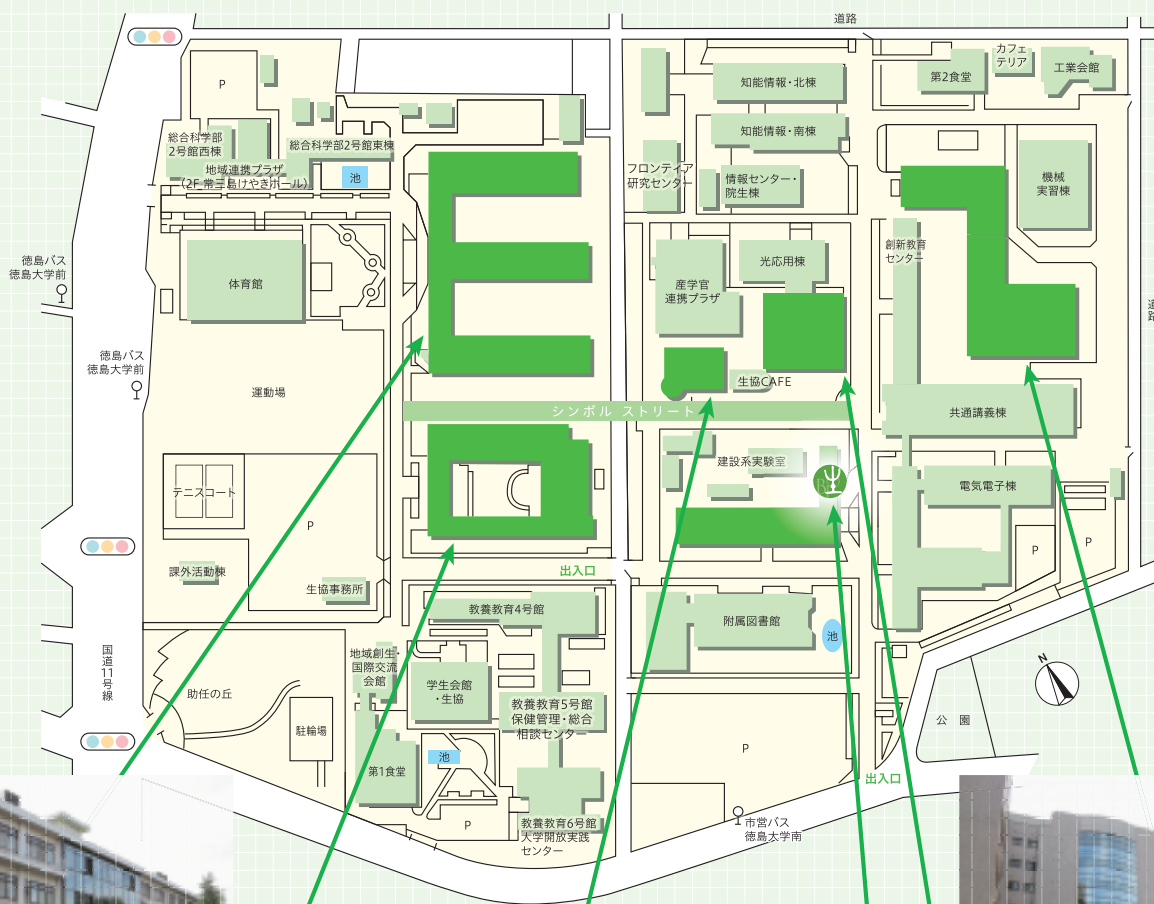 道路
カフェ
テリア
第2食堂
工業会館
P
知能情報・北棟
知能情報・南棟
総合科学部
2号館西棟
総合科学部2号館東棟
地域連携プラザ
(2F 常三島けやきホール)
池
フロンティア
研究センター
情報センター・
院生棟
機械
実習棟
創新教育
センター
徳島バス
徳島大学前
体育館
産学官
連携プラザ
光応用棟
道路
徳島バス
徳島大学前
運動場
生協CAFE
シンボル ストリート
共通講義棟
建設系実験室
テニスコート
電気電子棟
P
P
P
課外活動棟
生協事務所
出入口
教養教育4号館
附属図書館
池
国道11号線
地域創生・
国際交流
会館
学生会館
・生協
助任の丘
駐輪場
教養教育5号館
保健管理・総合
相談センター
N
公園
P
池
第1食堂
出入口
P
教養教育6号館
大学開放実践
センター
市営バス
徳島大学南